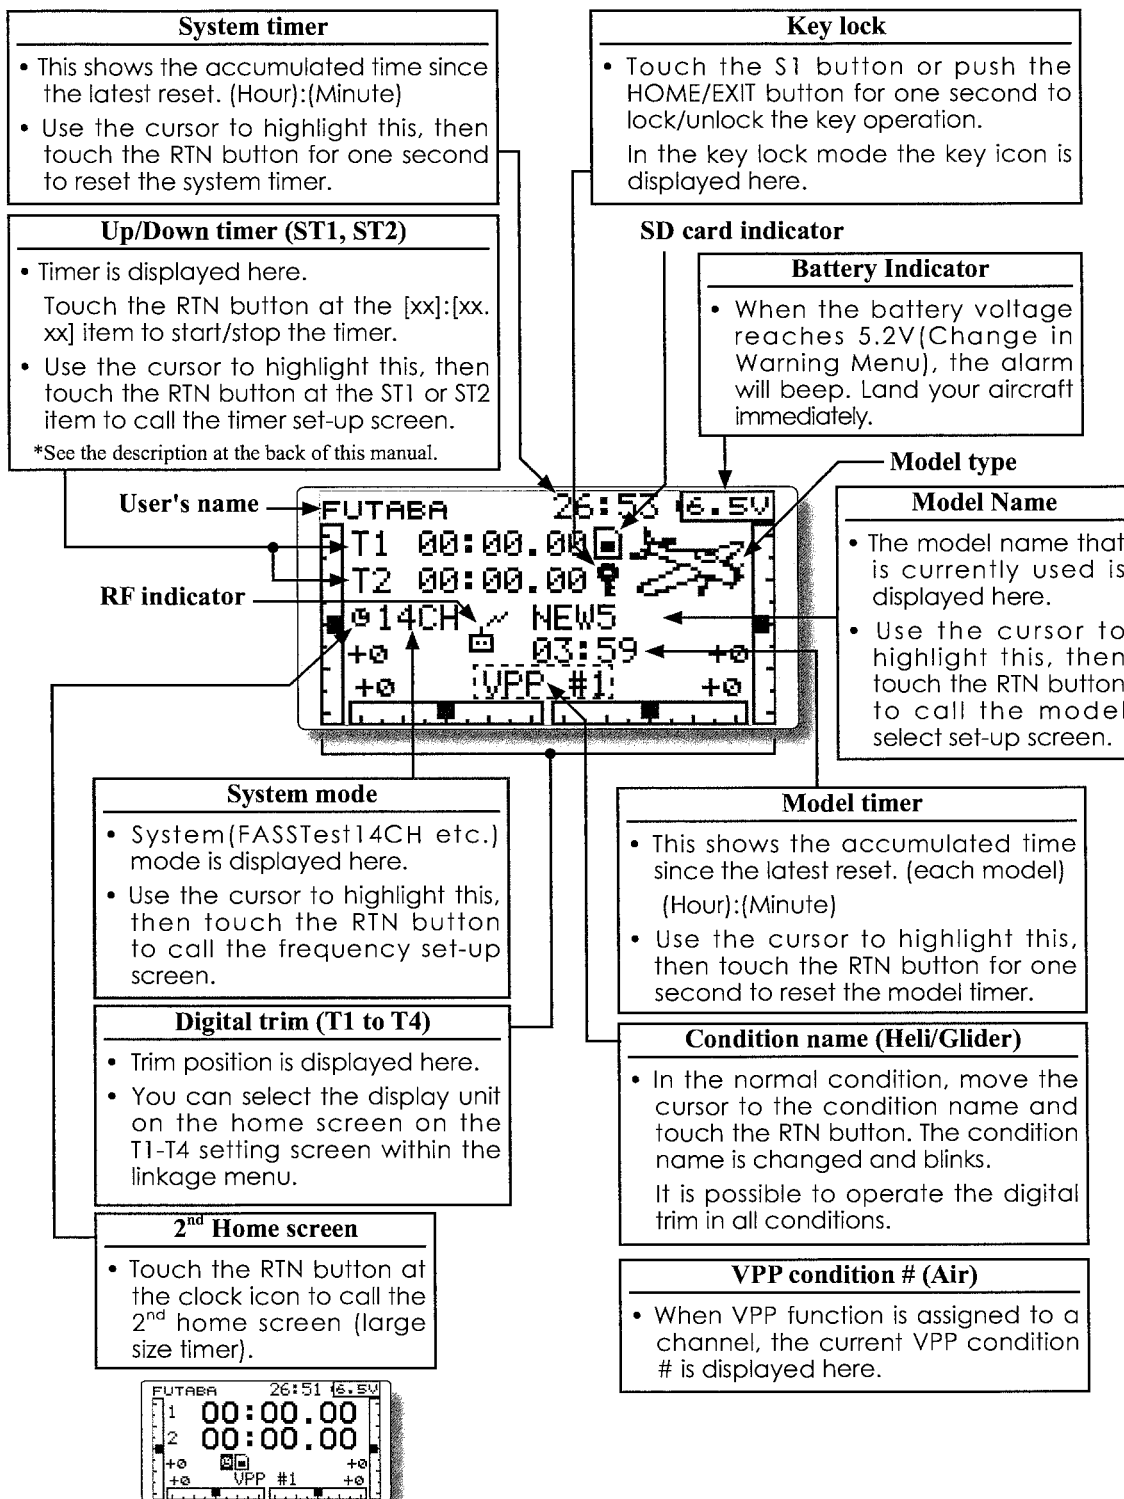 System timer
• This shows the accumulated time since
the latest reset. (Hour):(Minute)
• Use the cursor to highlight this, then
touch the RTN button for one second
to reset the system timer.
Key lock
• Touch the S1 button or push the
HOME/EXIT button for one second to
lock/unlock the key operation.
In the key lock mode the key icon is
displayed here.
Up/Down timer (ST1, ST2)
• Timer is displayed here.
Touch the RTN button at the [xx]:[xx.
xx] item to start/stop the timer.
• Use the cursor to highlight this, then
touch the RTN button at the ST1 or ST2
item to call the timer set-up screen.
*See the description at the back of this manual.
SD card indicator
Battery Indicator
• When the battery voltage
reaches 5.2V(Change in
Warning Menu), the alarm
will beep. Land your aircraft
immediately.
Model type
User's name
RF indicator
FUTABA 26:53 6.5V
T1 00:00.00
T2 00:00.00
14CH NEW5
+0 03:59 +0
+0 VPP #1 +0
Model Name
• The model name that
is currently used is
displayed here.
• Use the cursor to
highlight this, then
touch the RTN button
to call the model
select set-up screen.
System mode
• System(FASSTest14CH etc.)
mode is displayed here.
• Use the cursor to highlight this,
then touch the RTN button
to call the frequency set-up
screen.
Model timer
• This shows the accumulated time
since the latest reset. (each model)
(Hour):(Minute)
• Use the cursor to highlight this,
then touch the RTN button for one
second to reset the model timer.
Digital trim (T1 to T4)
• Trim position is displayed here.
• You can select the display unit
on the home screen on the
T1-T4 setting screen within the
linkage menu.
Condition name (Heli/Glider)
• In the normal condition, move the
cursor to the condition name and
touch the RTN button. The condition
name is changed and blinks.
It is possible to operate the digital
trim in all conditions.
2nd Home screen
• Touch the RTN button at
the clock icon to call the
2nd home screen (large
size timer).
VPP condition # (Air)
• When VPP function is assigned to a
channel, the current VPP condition
# is displayed here.
FUTABA 26:51 6.5V
1 00:00.00
2 00:00.00
+0 +0
+0 VPP #1 +0